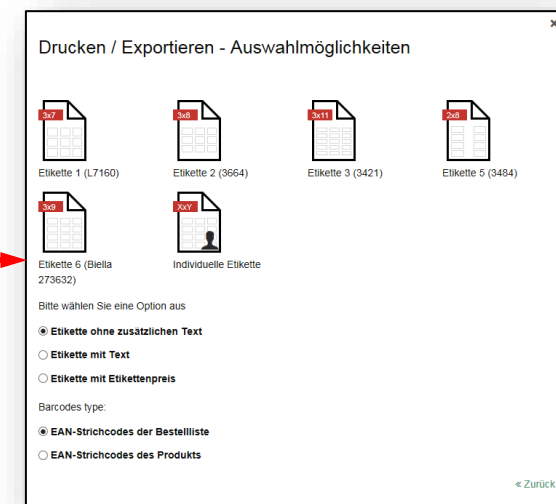 ×
Drucken / Exportieren - Auswahlmöglichkeiten
3x7 3x8 3x11 2x8
Etikette 1 (L7160) Etikette 2 (3664) Etikette 3 (3421) Etikette 5 (3484)
3x9 XxY
Etikette 6 (Biella Individuelle Etikette
273632)
Bitte wählen Sie eine Option aus
Etikette ohne zusätzlichen Text
Etikette mit Text
Etikette mit Etikettenpreis
Barcodes type:
EAN-Strichcodes der Bestellliste
EAN-Strichcodes des Produkts
« Zurück